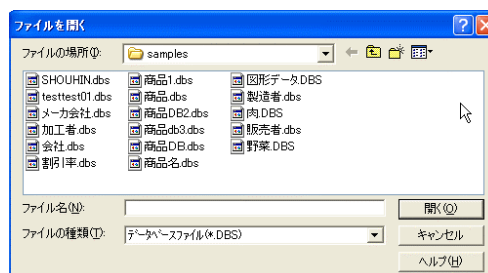 ファイルを開く
ファイルの場所(I): samples
SHOUHIN.dbs 商品1.dbs 図形データ.DBS
testtest01.dbs 商品.dbs 製造者.dbs
メーカ会社.dbs 商品DB2.dbs 肉.DBS
加工者.dbs 商品db3.dbs 販売者.dbs
会社.dbs 商品DB.dbs 野菜.DBS
割引率.dbs 商品名.dbs
ファイル名(N): 開く(O)
ファイルの種類(T): データベースファイル(*.DBS) キャンセル
ヘルプ(H)